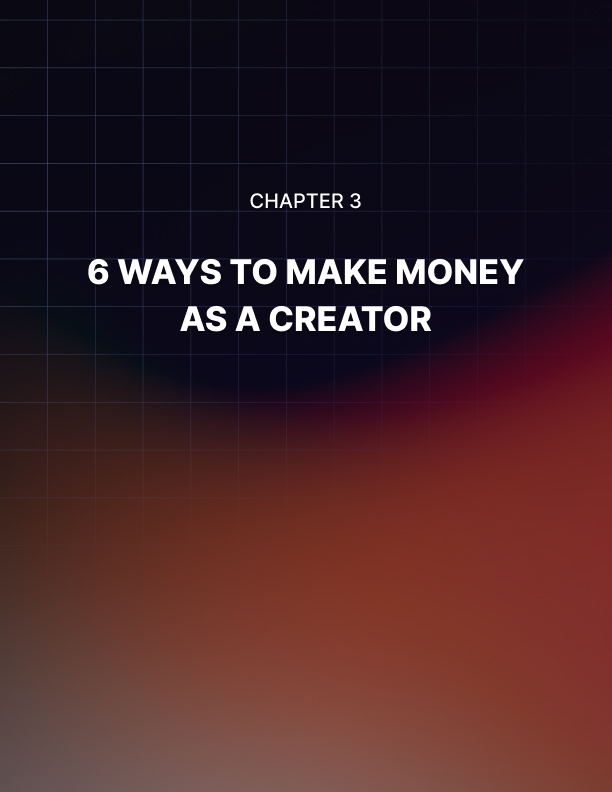 CHAPTER 3
6 WAYS TO MAKE MONEY
AS A CREATOR